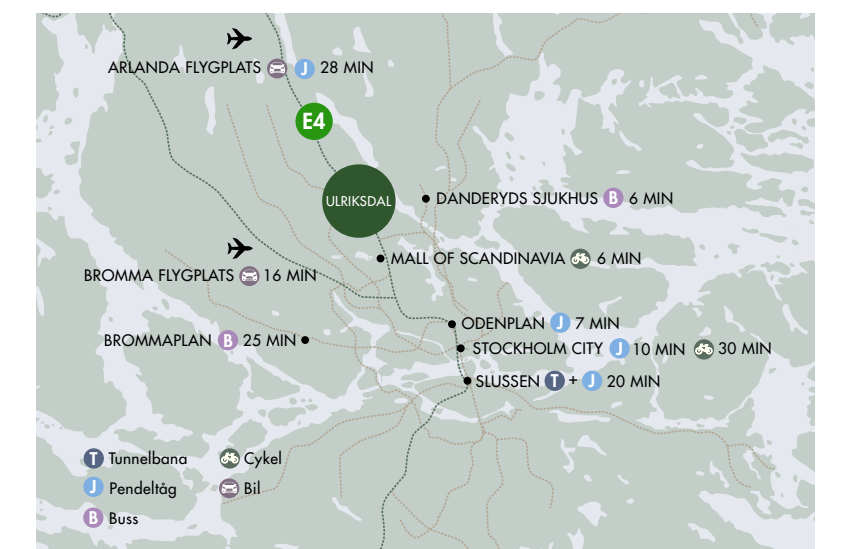 ARLANDA FLYGPLATS J 28 MIN
E4
ULRIKSDAL
DANDERYDS SJUKHUS B 6 MIN
MALL OF SCANDINAVIA 6 MIN
BROMMA FLYGPLATS 16 MIN
ODENPLAN J 7 MIN
BROMMAPLAN B 25 MIN
STOCKHOLM CITY J 10 MIN 30 MIN
SLUSSEN T + J 20 MIN
T Tunnelbana
Cykel
J Pendeltåg
Bil
B Buss